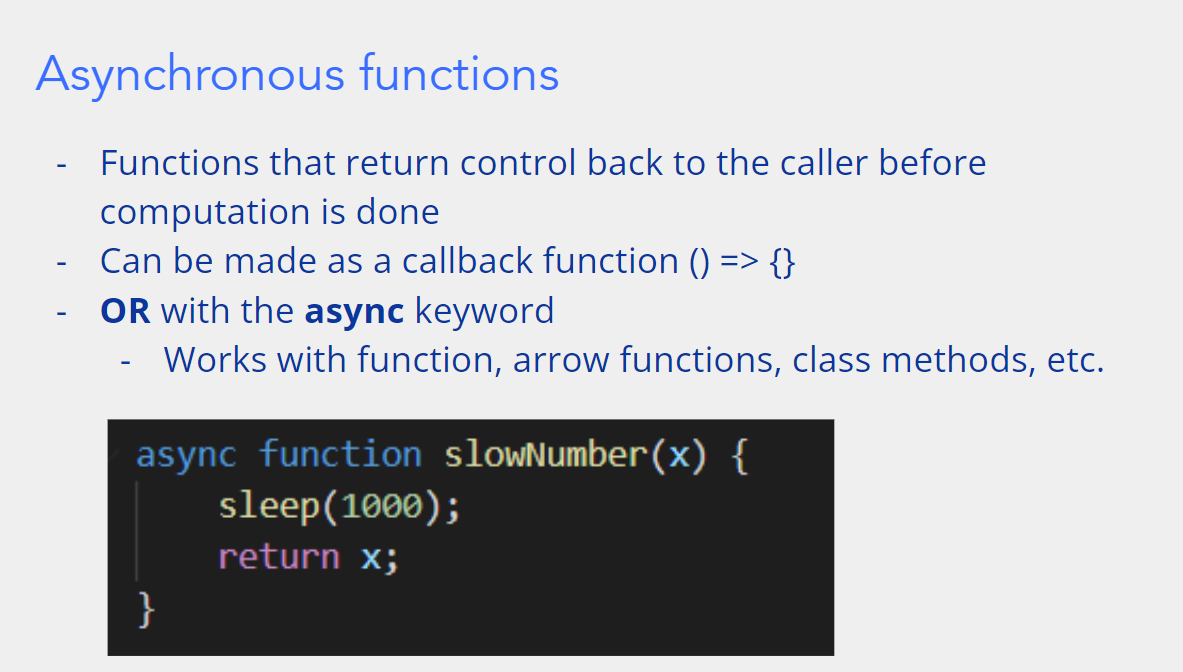 Asynchronous functions
- Functions that return control back to the caller before
computation is done
- Can be made as a callback function () => {}
- OR with the async keyword
- Works with function, arrow functions, class methods, etc.
async function slowNumber(x) {
    sleep(1000);
    return x;
}